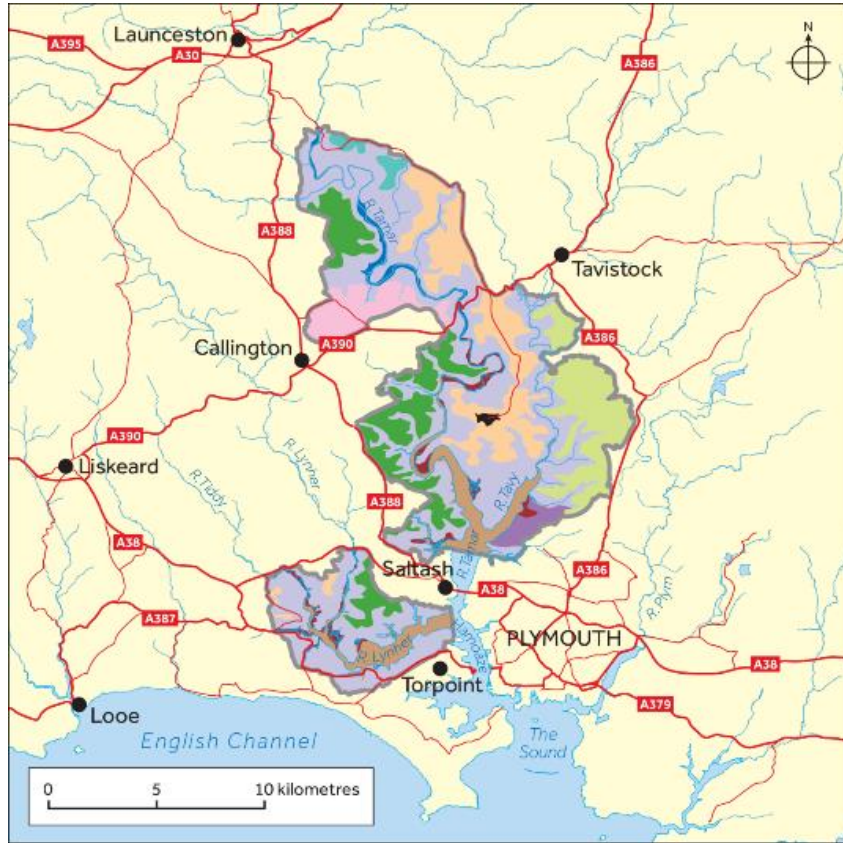 Launceston
A395
A30
A386
N
R.Tamar
A388
Tavistock
A386
Callington
A390
A390
Liskeard
R.Lynher
R.Tiddy
R.Tavy
A388
A38
Saltash
R.Tamar
A38
A386
R.Plym
A387
Hamoaze
PLYMOUTH
R.Lynher
A38
Torpoint
A379
Looe
English Channel
The
Sound
0 5 10 kilometres